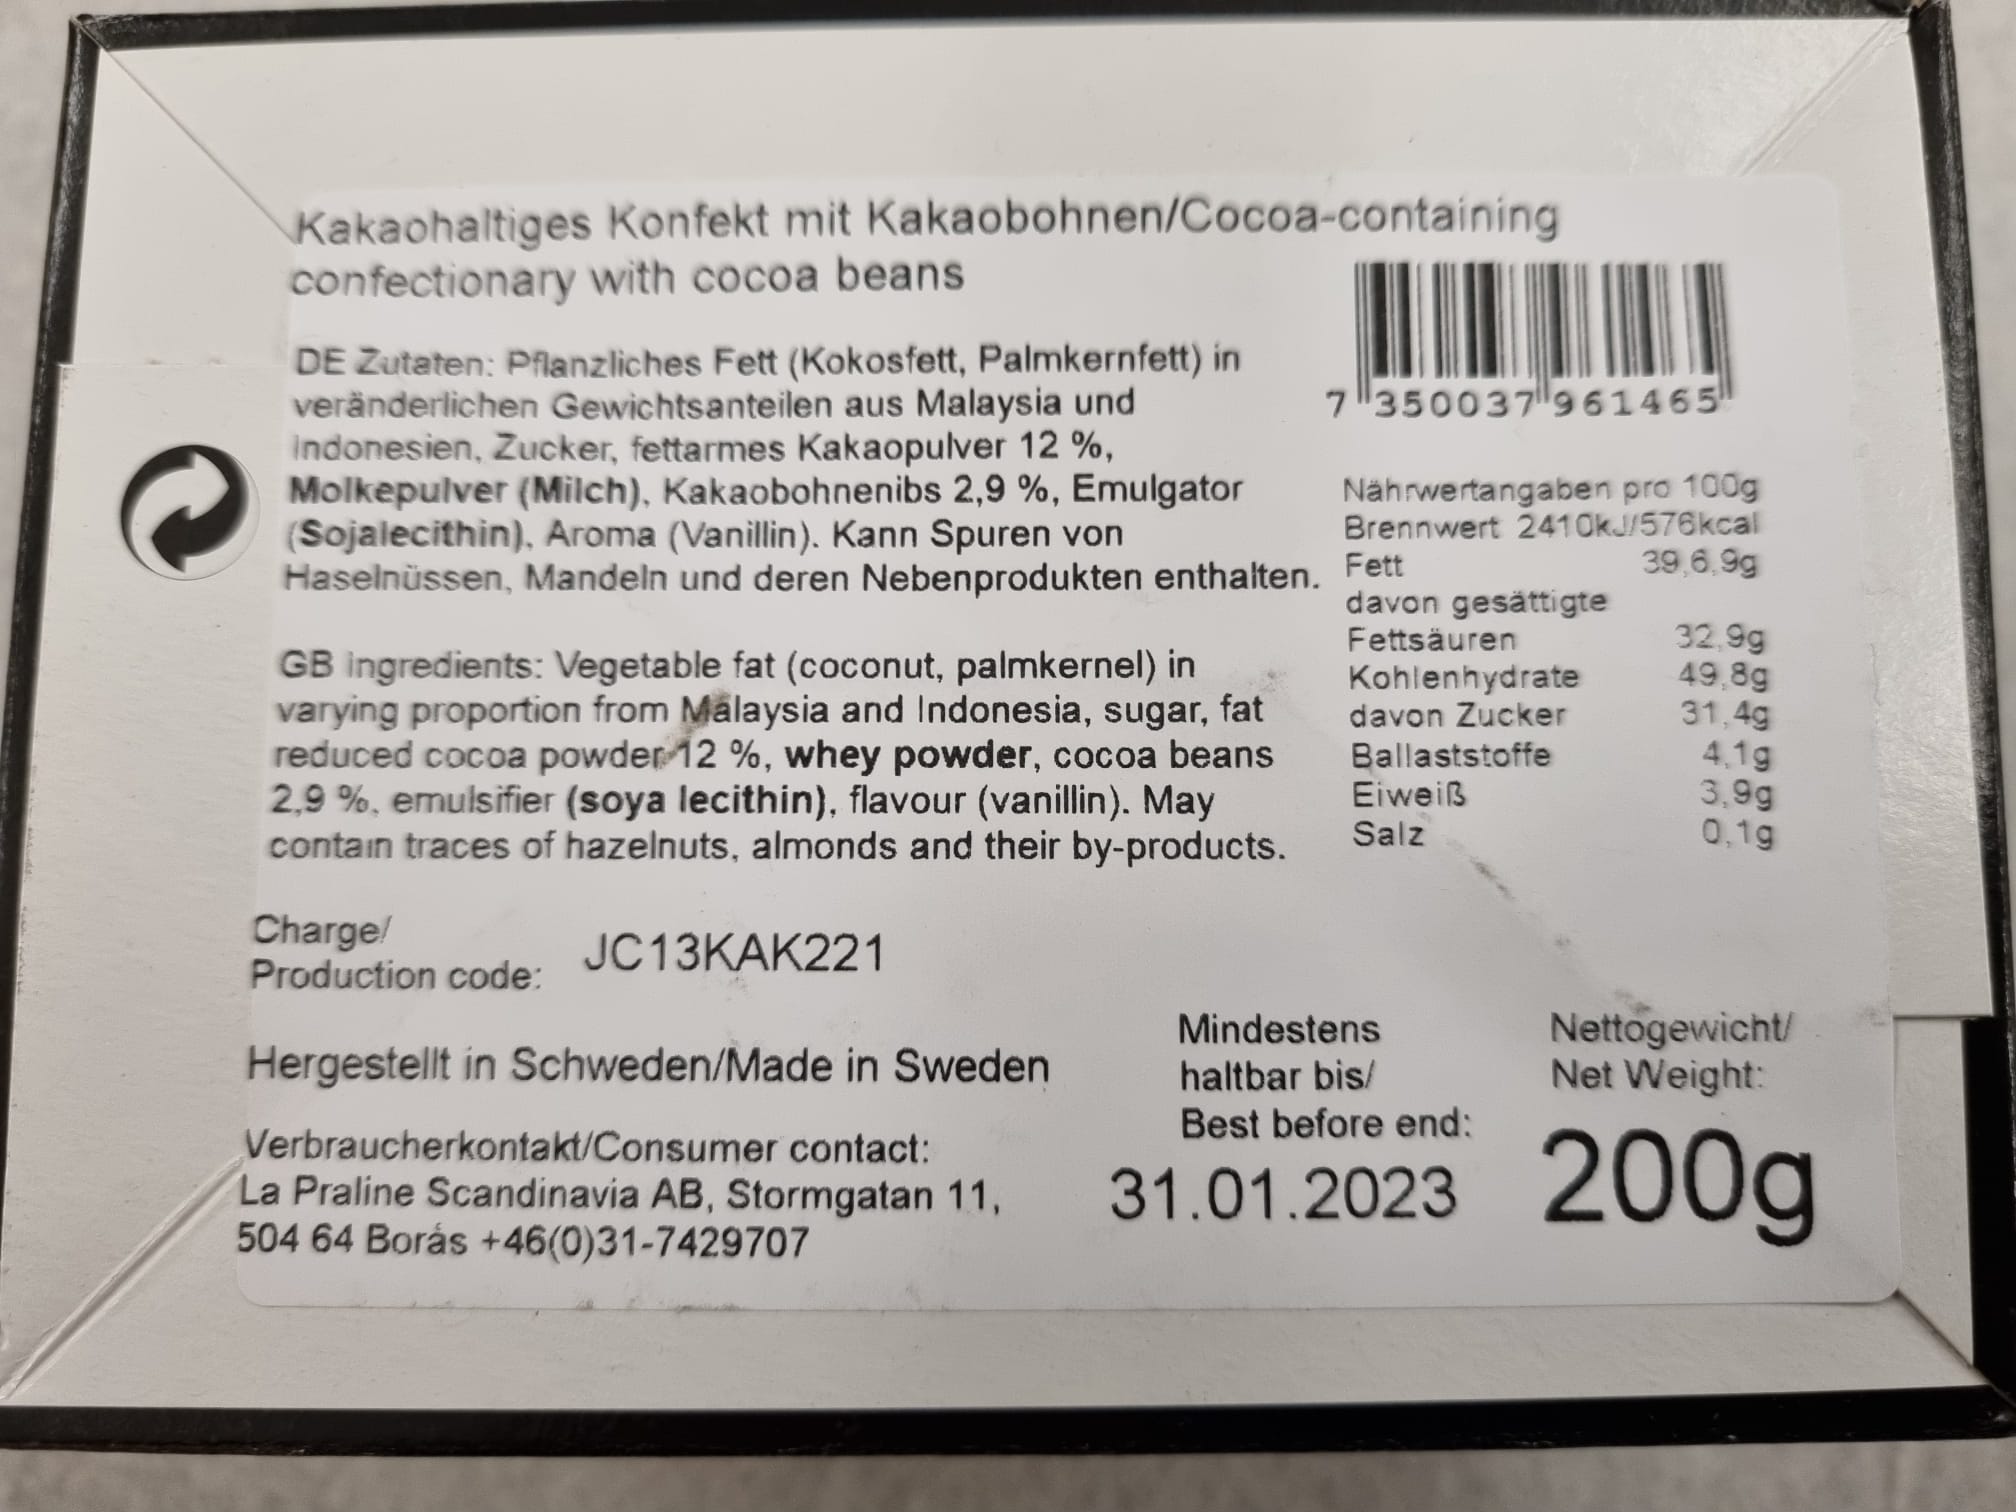 Kakaohaltiges Konfekt mit Kakaobohnen/Cocoa-containing
confectionary with cocoa beans
DE Zutaten: Pflanzliches Fett (Kokosfett, Palmkernfett) in
veränderlichen Gewichtsanteilen aus Malaysia und
Indonesien, Zucker, fettarmes Kakaopulver 12 %,
Molkepulver (Milch), Kakaobohnenibs 2,9 %, Emulgator
(Sojalecithin), Aroma (Vanillin). Kann Spuren von
Haselnüssen, Mandeln und deren Nebenprodukten enthalten.
GB ingredients: Vegetable fat (coconut, palmkernel) in
varying proportion from Malaysia and Indonesia, sugar, fat
reduced cocoa powder 12 %, whey powder, cocoa beans
2,9 %, emulsifier (soya lecithin), flavour (vanillin). May
contain traces of hazelnuts, almonds and their by-products.
7 350037 961465
Nährwertangaben pro 100g
Brennwert 2410kJ/576kcal
Fett 39,6,9g
davon gesättigte
Fettsäuren 32,9g
Kohlenhydrate 49,8g
davon Zucker 31,4g
Ballaststoffe 4,1g
Eiweiß 3,9g
Salz 0,1g
Charge/
Production code: JC13KAK221
Hergestellt in Schweden/Made in Sweden
Verbraucherkontakt/Consumer contact:
La Praline Scandinavia AB, Stormgatan 11,
504 64 Borås +46(0)31-7429707
Mindestens
haltbar bis/
Best before end:
31.01.2023
Nettogewicht/
Net Weight:
200g